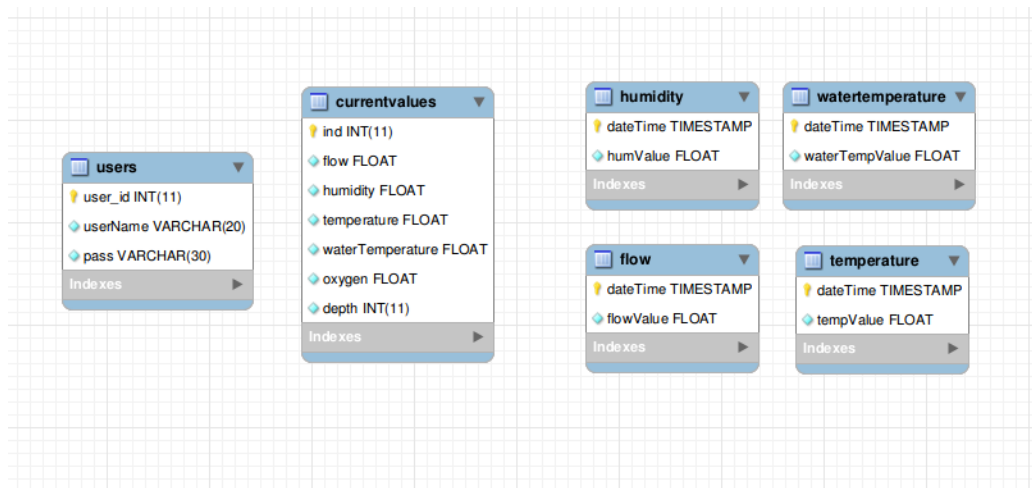 users
user_id INT(11)
userName VARCHAR(20)
pass VARCHAR(30)
Indexes
currentvalues
ind INT(11)
flow FLOAT
humidity FLOAT
temperature FLOAT
waterTemperature FLOAT
oxygen FLOAT
depth INT(11)
Indexes
humidity
dateTime TIMESTAMP
humValue FLOAT
Indexes
watertemperature
dateTime TIMESTAMP
waterTempValue FLOAT
Indexes
flow
dateTime TIMESTAMP
flowValue FLOAT
Indexes
temperature
dateTime TIMESTAMP
tempValue FLOAT
Indexes